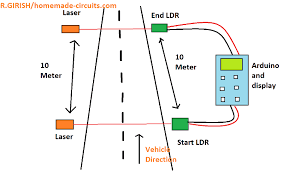 R.GIRISH/homemade-circuits.com
Laser
End LDR
10
Meter
10
Meter
Arduino
and
display
Laser
Start LDR
Vehicle
Direction